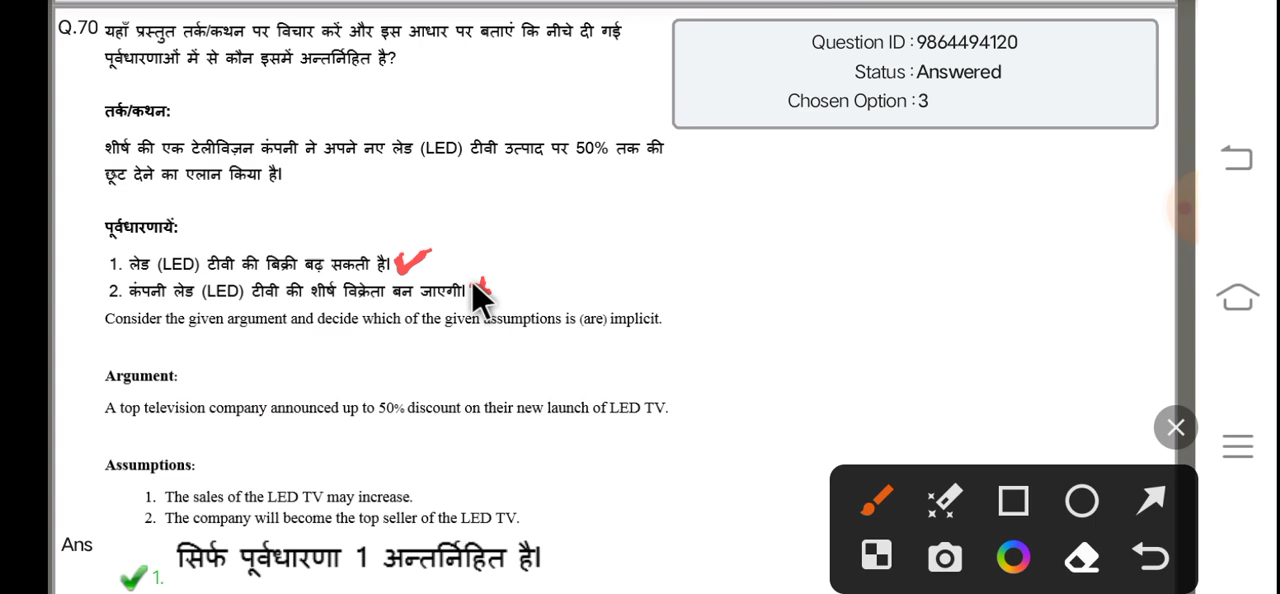 Q.70 यहाँ प्रस्तुत तर्क/कथन पर विचार करें और इस आधार पर बताएं कि नीचे दी गई
पूर्वधारणाओं में से कौन इसमें अन्तर्निहित है?
Question ID : 9864494120
Status : Answered
Chosen Option : 3
तर्क/कथन:
शीर्ष की एक टेलीविज़न कंपनी ने अपने नए लेड (LED) टीवी उत्पाद पर 50% तक की
छूट देने का एलान किया है।
पूर्वधारणायें:
1. लेड (LED) टीवी की बिक्री बढ़ सकती है।
2. कंपनी लेड (LED) टीवी की शीर्ष विक्रेता बन जाएगी।
Consider the given argument and decide which of the given assumptions is (are) implicit.
Argument:
A top television company announced up to 50% discount on their new launch of LED TV.
Assumptions:
1. The sales of the LED TV may increase.
2. The company will become the top seller of the LED TV.
Ans
1. सिर्फ पूर्वधारणा 1 अन्तर्निहित है।